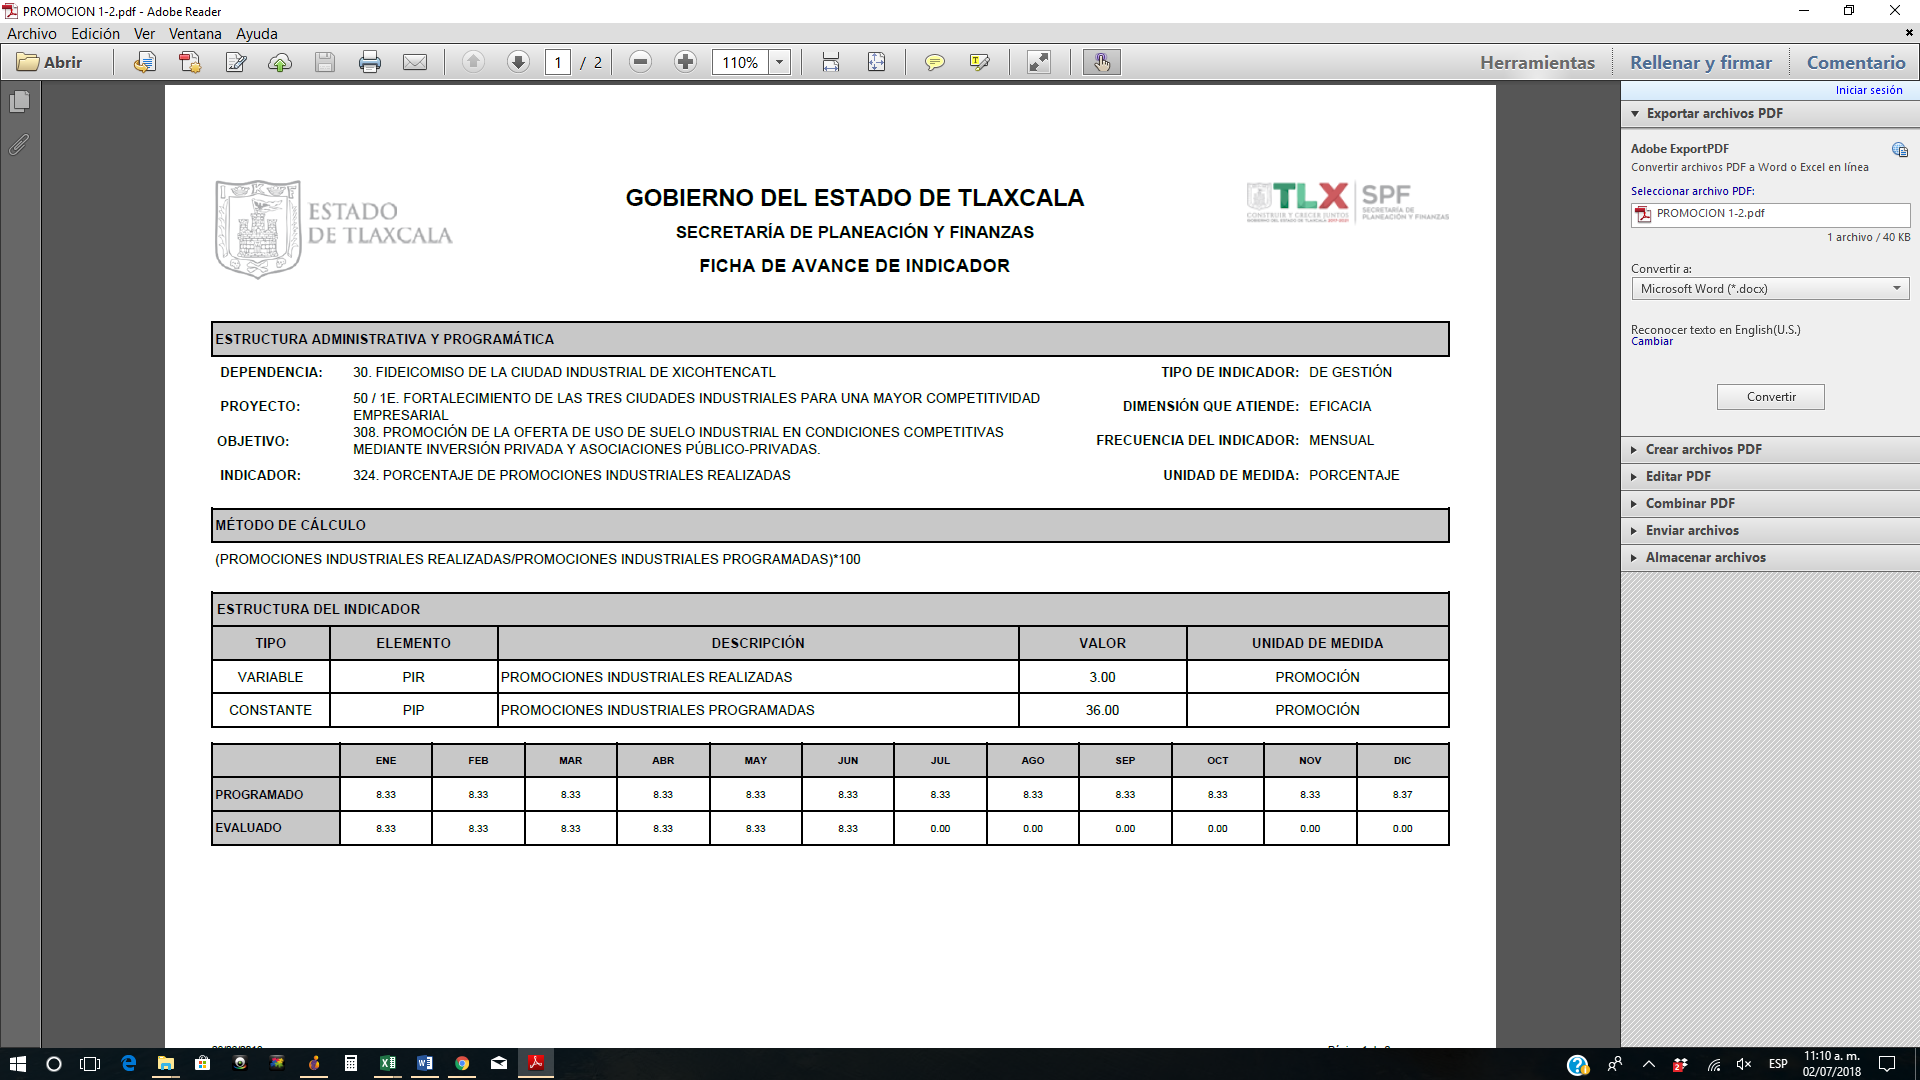 PROMOCION 1-2.pdf - Adobe Reader
Archivo Edición Ver Ventana Ayuda
Abrir 1 / 2 110% Herramientas Rellenar y firmar Comentario
Iniciar sesión
Exportar archivos PDF
Adobe ExportPDF
Convertir archivos PDF a Word o Excel en línea
Seleccionar archivo PDF:
PROMOCION 1-2.pdf
1 archivo / 40 KB
Convertir a:
Microsoft Word (*.docx)
Reconocer texto en English(U.S.)
Cambiar
Convertir
Crear archivos PDF
Editar PDF
Combinar PDF
Enviar archivos
Almacenar archivos
ESTADO
DE TLAXCALA
GOBIERNO DEL ESTADO DE TLAXCALA
SECRETARÍA DE PLANEACIÓN Y FINANZAS
FICHA DE AVANCE DE INDICADOR
TLX SPF
CONSTRUIR Y CRECER JUNTOS
SECRETARÍA DE
PLANEACIÓN Y FINANZAS
ESTRUCTURA ADMINISTRATIVA Y PROGRAMÁTICA
DEPENDENCIA: 30. FIDEICOMISO DE LA CIUDAD INDUSTRIAL DE XICOHTENCATL TIPO DE INDICADOR: DE GESTIÓN
PROYECTO: 50 / 1E. FORTALECIMIENTO DE LAS TRES CIUDADES INDUSTRIALES PARA UNA MAYOR COMPETITIVIDAD
EMPRESARIAL DIMENSIÓN QUE ATIENDE: EFICACIA
OBJETIVO: 308. PROMOCIÓN DE LA OFERTA DE USO DE SUELO INDUSTRIAL EN CONDICIONES COMPETITIVAS
MEDIANTE INVERSIÓN PRIVADA Y ASOCIACIONES PÚBLICO-PRIVADAS. FRECUENCIA DEL INDICADOR: MENSUAL
INDICADOR: 324. PORCENTAJE DE PROMOCIONES INDUSTRIALES REALIZADAS UNIDAD DE MEDIDA: PORCENTAJE
MÉTODO DE CÁLCULO
(PROMOCIONES INDUSTRIALES REALIZADAS/PROMOCIONES INDUSTRIALES PROGRAMADAS)*100
ESTRUCTURA DEL INDICADOR
TIPO ELEMENTO DESCRIPCIÓN VALOR UNIDAD DE MEDIDA
VARIABLE PIR PROMOCIONES INDUSTRIALES REALIZADAS 3.00 PROMOCIÓN
CONSTANTE PIP PROMOCIONES INDUSTRIALES PROGRAMADAS 36.00 PROMOCIÓN
ENE FEB MAR ABR MAY JUN JUL AGO SEP OCT NOV DIC
PROGRAMADO 8.33 8.33 8.33 8.33 8.33 8.33 8.33 8.33 8.33 8.33 8.33 8.37
EVALUADO 8.33 8.33 8.33 8.33 8.33 8.33 0.00 0.00 0.00 0.00 0.00 0.00
ESP
11:10 a. m.
02/07/2018